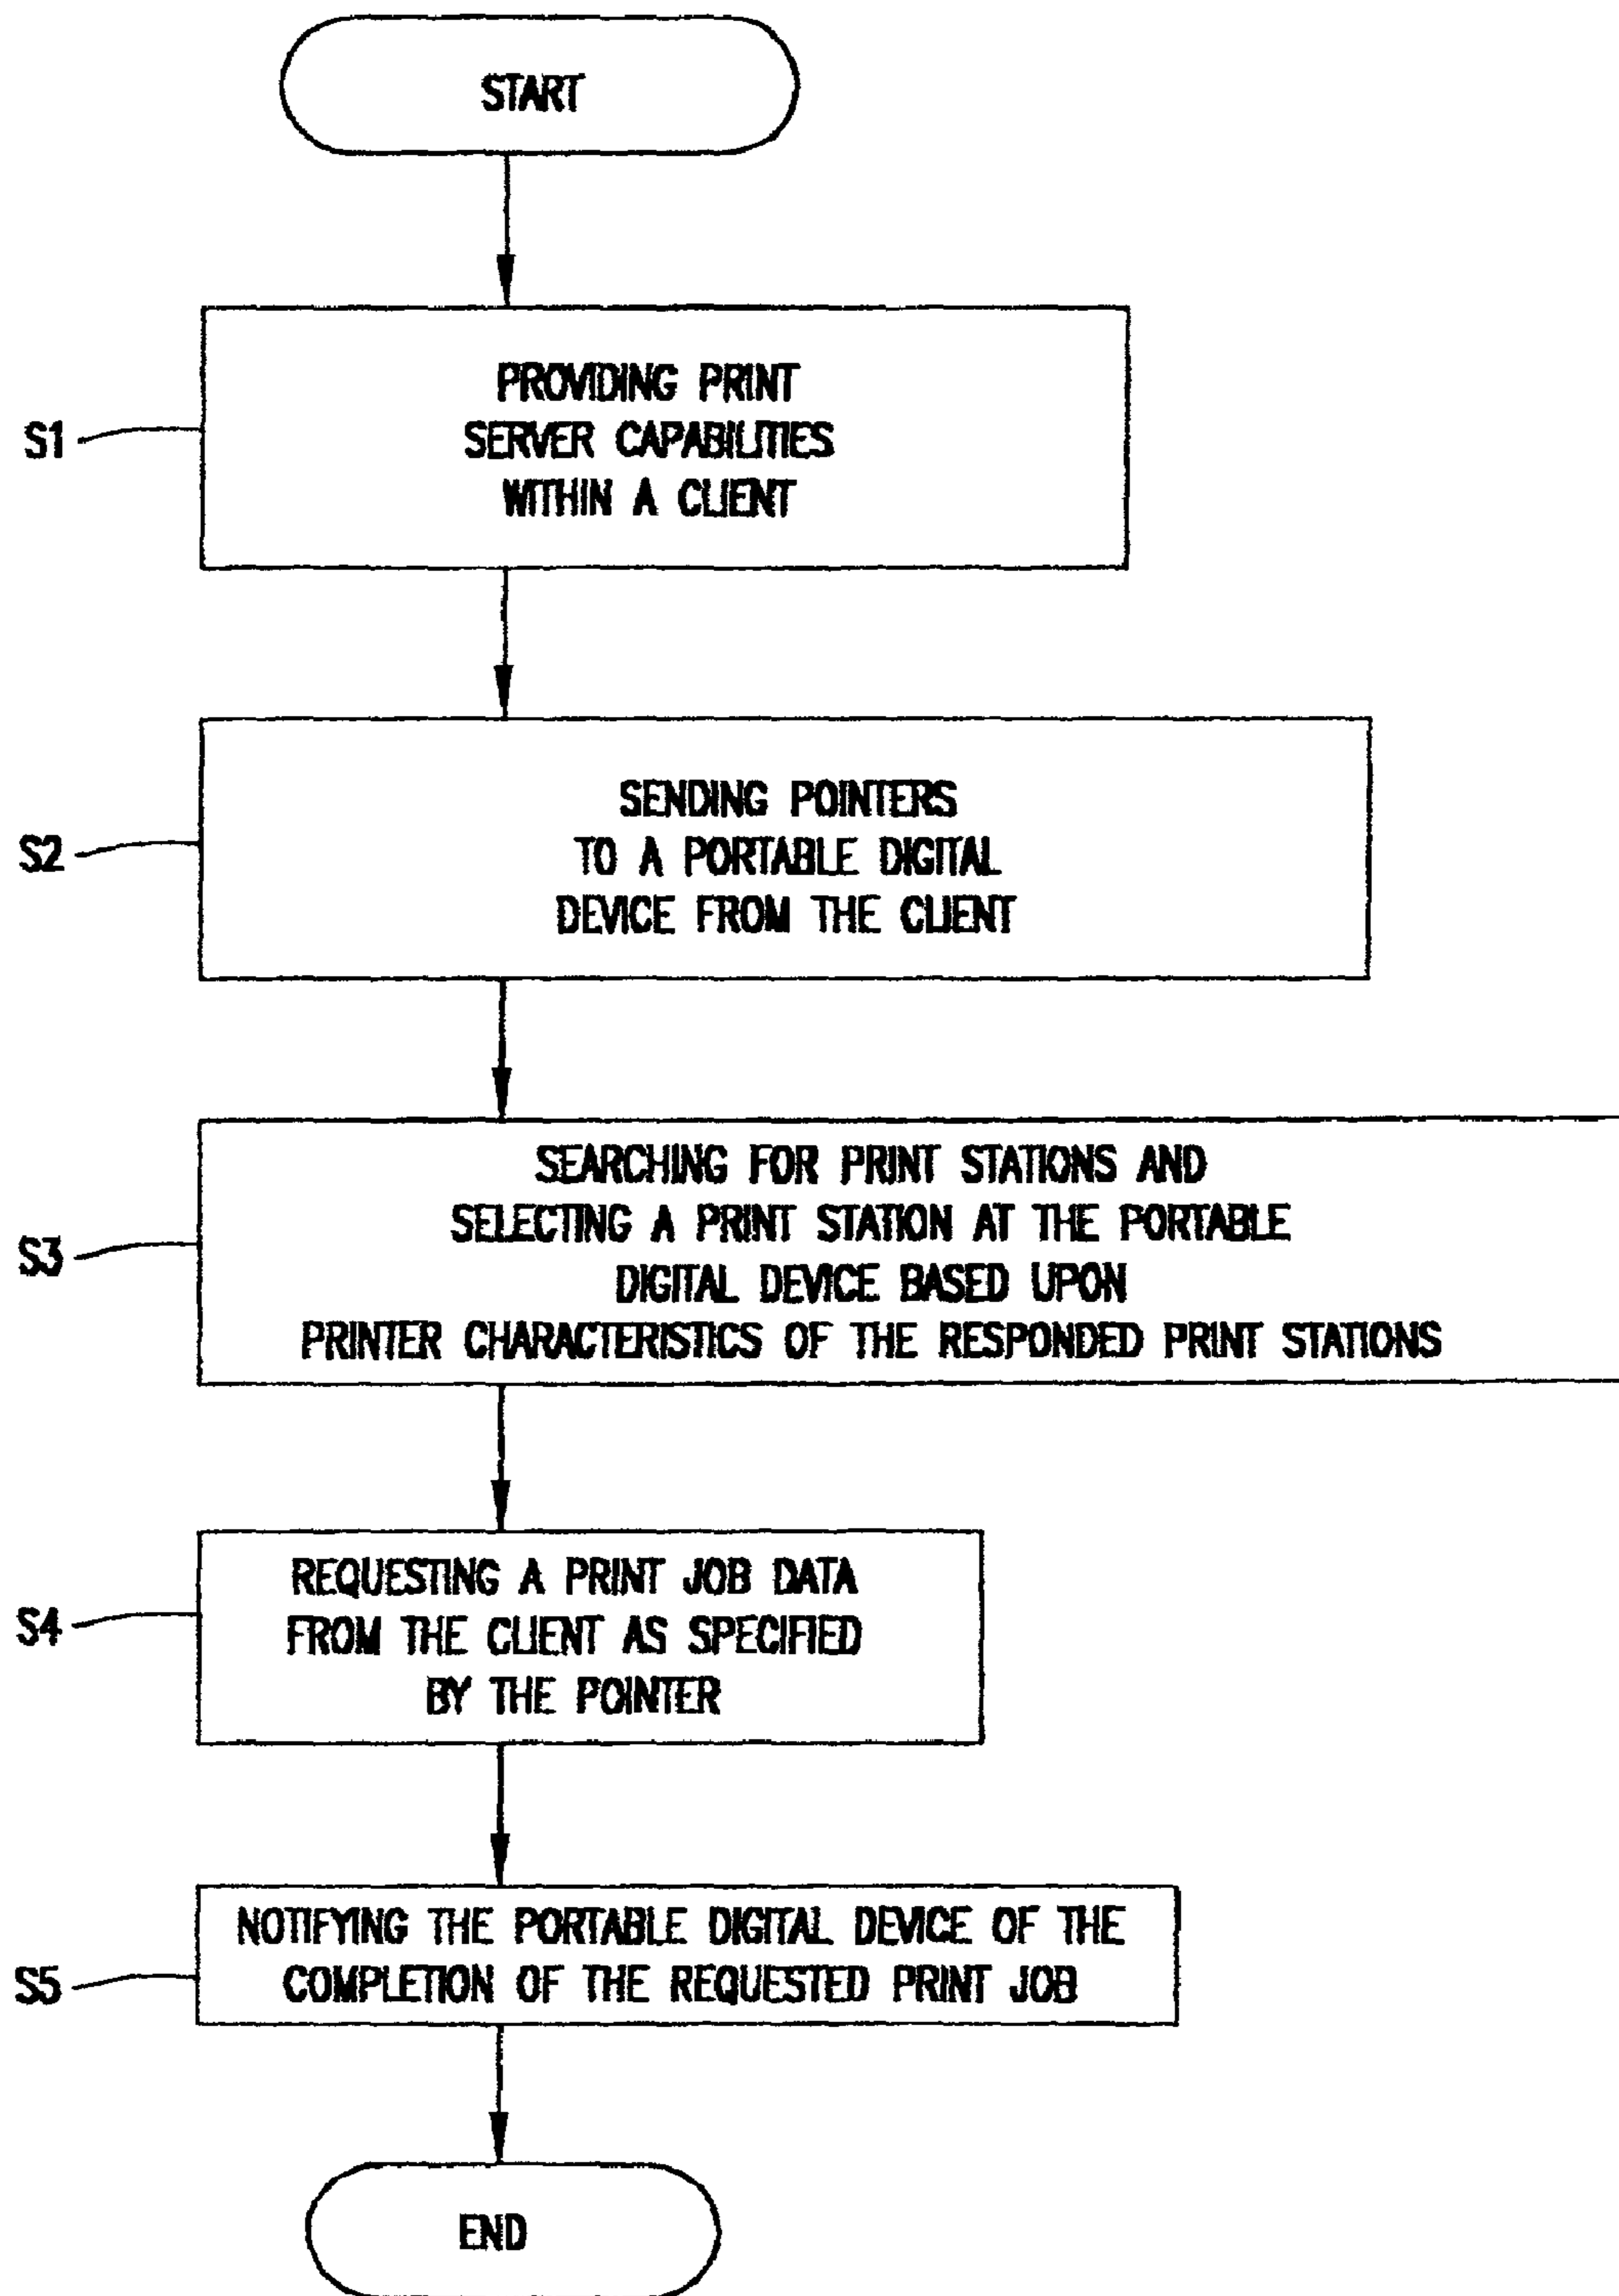 START
PROVIDING PRINT
SERVER CAPABILITIES
WITHIN A CLIENT
S1
SENDING POINTERS
TO A PORTABLE DIGITAL
DEVICE FROM THE CLIENT
S2
SEARCHING FOR PRINT STATIONS AND
SELECTING A PRINT STATION AT THE PORTABLE
DIGITAL DEVICE BASED UPON
PRINTER CHARACTERISTICS OF THE RESPONDED PRINT STATIONS
S3
REQUESTING A PRINT JOB DATA
FROM THE CLIENT AS SPECIFIED
BY THE POINTER
S4
NOTIFYING THE PORTABLE DIGITAL DEVICE OF THE
COMPLETION OF THE REQUESTED PRINT JOB
S5
END